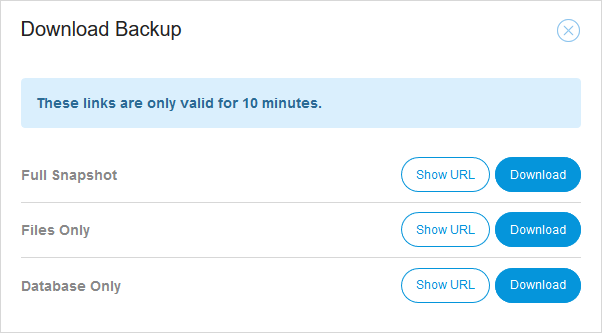 Download Backup
These links are only valid for 10 minutes.
Full Snapshot Show URL Download
Files Only Show URL Download
Database Only Show URL Download